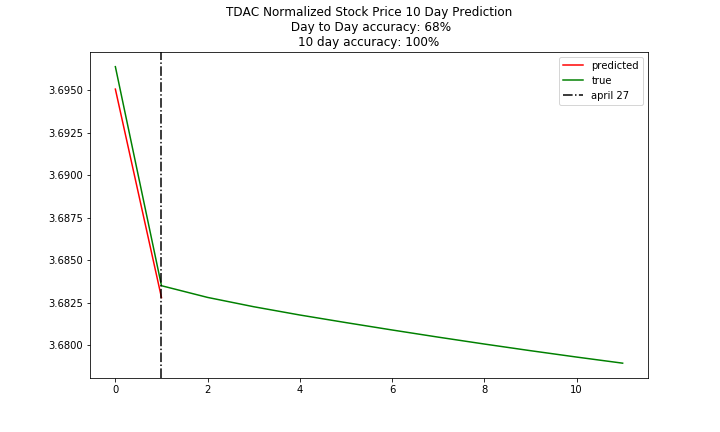 TDAC Normalized Stock Price 10 Day Prediction
Day to Day accuracy: 68%
10 day accuracy: 100%
predicted
true
april 27
3.6950
3.6925
3.6900
3.6875
3.6850
3.6825
3.6800
0 2 4 6 8 10